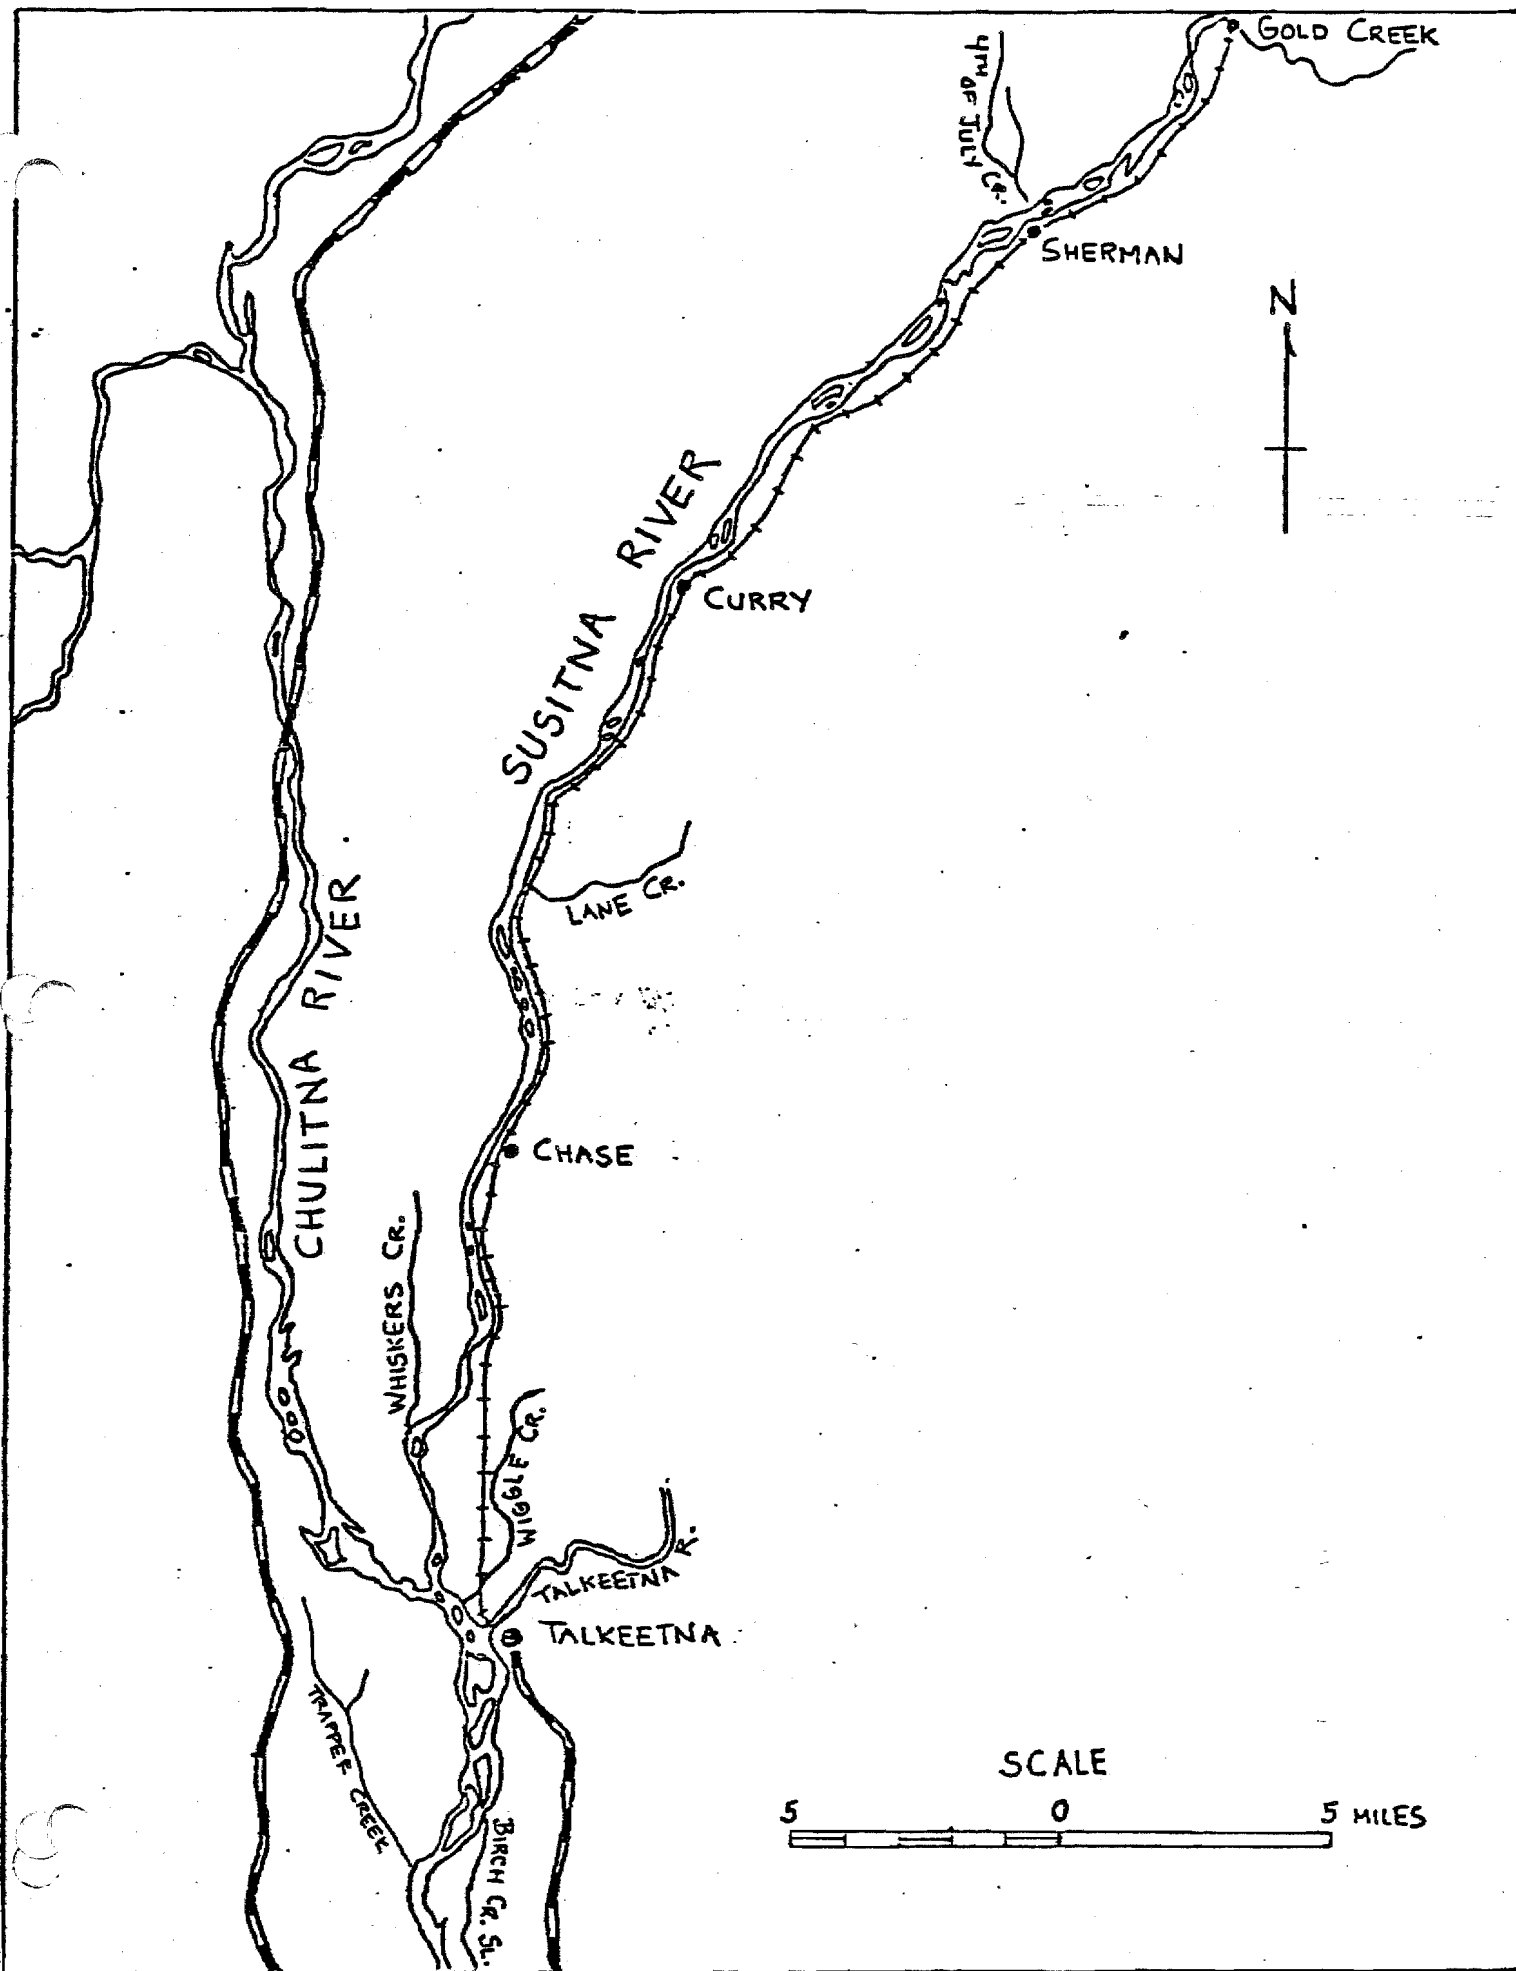 GOLD CREEK
4TH OF JULY CR.
SHERMAN
N
SUSITNA RIVER
CURRY
LANE CR.
CHULITNA RIVER
CHASE
WHISKERS CR.
WIGGLE CR.
TALKEETNA R.
TALKEETNA
TRAPPER CREEK
BIRCH CR. SL.
SCALE
5 0 5 MILES